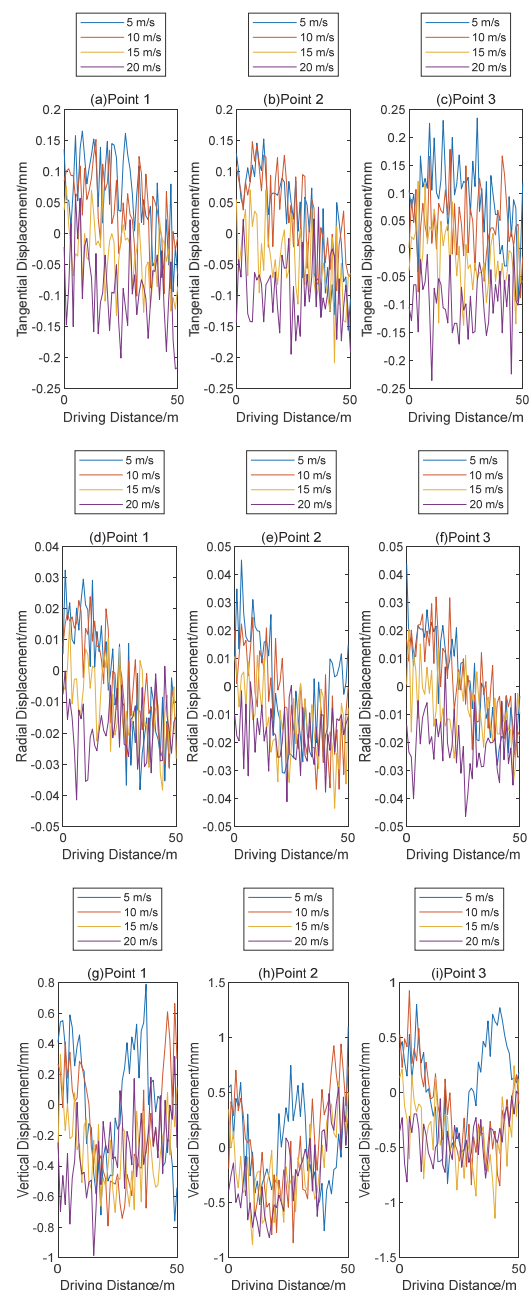 5 m/s
10 m/s
15 m/s
20 m/s
5 m/s
10 m/s
15 m/s
20 m/s
5 m/s
10 m/s
15 m/s
20 m/s
(a)Point 1
(b)Point 2
(c)Point 3
Tangential Displacement/mm
0.2
0.15
0.1
0.05
0
-0.05
-0.1
-0.15
-0.2
-0.25
0
50
Driving Distance/m
Tangential Displacement/mm
0.2
0.15
0.1
0.05
0
-0.05
-0.1
-0.15
-0.2
-0.25
0
50
Driving Distance/m
Tangential Displacement/mm
0.25
0.2
0.15
0.1
0.05
0
-0.05
-0.1
-0.15
-0.2
-0.25
0
50
Driving Distance/m
5 m/s
10 m/s
15 m/s
20 m/s
5 m/s
10 m/s
15 m/s
20 m/s
5 m/s
10 m/s
15 m/s
20 m/s
(d)Point 1
(e)Point 2
(f)Point 3
Radial Displacement/mm
0.04
0.03
0.02
0.01
0
-0.01
-0.02
-0.03
-0.04
-0.05
0
50
Driving Distance/m
Radial Displacement/mm
0.05
0.04
0.03
0.02
0.01
0
-0.01
-0.02
-0.03
-0.04
-0.05
0
50
Driving Distance/m
Radial Displacement/mm
0.05
0.04
0.03
0.02
0.01
0
-0.01
-0.02
-0.03
-0.04
-0.05
0
50
Driving Distance/m
5 m/s
10 m/s
15 m/s
20 m/s
5 m/s
10 m/s
15 m/s
20 m/s
5 m/s
10 m/s
15 m/s
20 m/s
(g)Point 1
(h)Point 2
(i)Point 3
Vertical Displacement/mm
0.8
0.6
0.4
0.2
0
-0.2
-0.4
-0.6
-0.8
-1
0
50
Driving Distance/m
Vertical Displacement/mm
1.5
1
0.5
0
-0.5
-1
0
50
Driving Distance/m
Vertical Displacement/mm
1
0.5
0
-0.5
-1
-1.5
0
50
Driving Distance/m